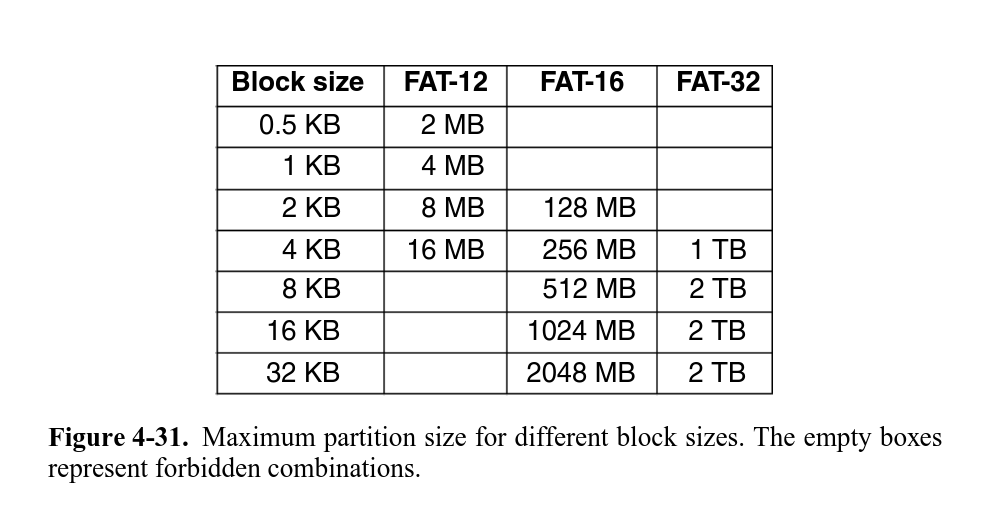 Block size FAT-12 FAT-16 FAT-32
0.5 KB 2 MB
1 KB 4 MB
2 KB 8 MB 128 MB
4 KB 16 MB 256 MB 1 TB
8 KB 512 MB 2 TB
16 KB 1024 MB 2 TB
32 KB 2048 MB 2 TB
Figure 4-31. Maximum partition size for different block sizes. The empty boxes
represent forbidden combinations.